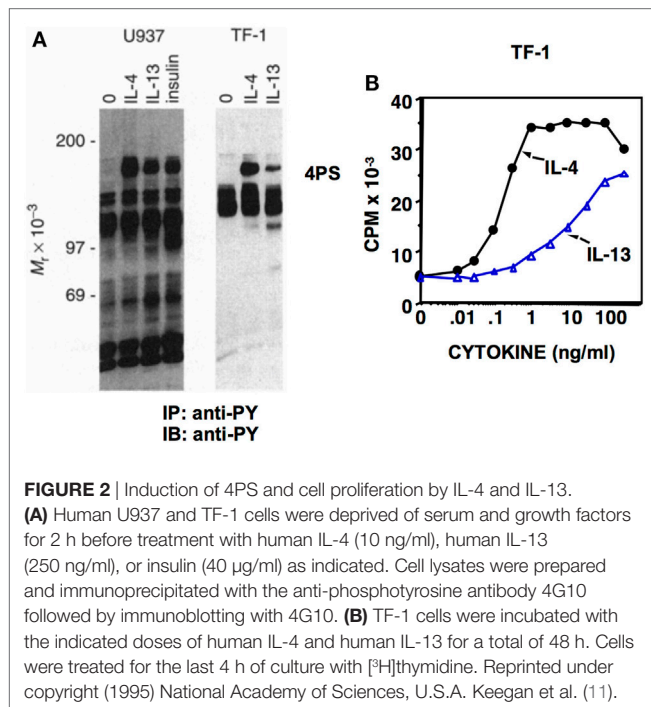 A
U937
TF-1
0
IL-4
IL-13
insulin
0
IL-4
IL-13
200 -
97 -
69 -
Mr × 10⁻³
4PS
IP: anti-PY
IB: anti-PY
TF-1
B
40
30
20
10
0
CPM x 10⁻³
IL-4
IL-13
0 .01 .1 1 10 100
CYTOKINE (ng/ml)
FIGURE 2 | Induction of 4PS and cell proliferation by IL-4 and IL-13.
(A) Human U937 and TF-1 cells were deprived of serum and growth factors
for 2 h before treatment with human IL-4 (10 ng/ml), human IL-13
(250 ng/ml), or insulin (40 μg/ml) as indicated. Cell lysates were prepared
and immunoprecipitated with the anti-phosphotyrosine antibody 4G10
followed by immunoblotting with 4G10. (B) TF-1 cells were incubated with
the indicated doses of human IL-4 and human IL-13 for a total of 48 h. Cells
were treated for the last 4 h of culture with [³H]thymidine. Reprinted under
copyright (1995) National Academy of Sciences, U.S.A. Keegan et al. (11).